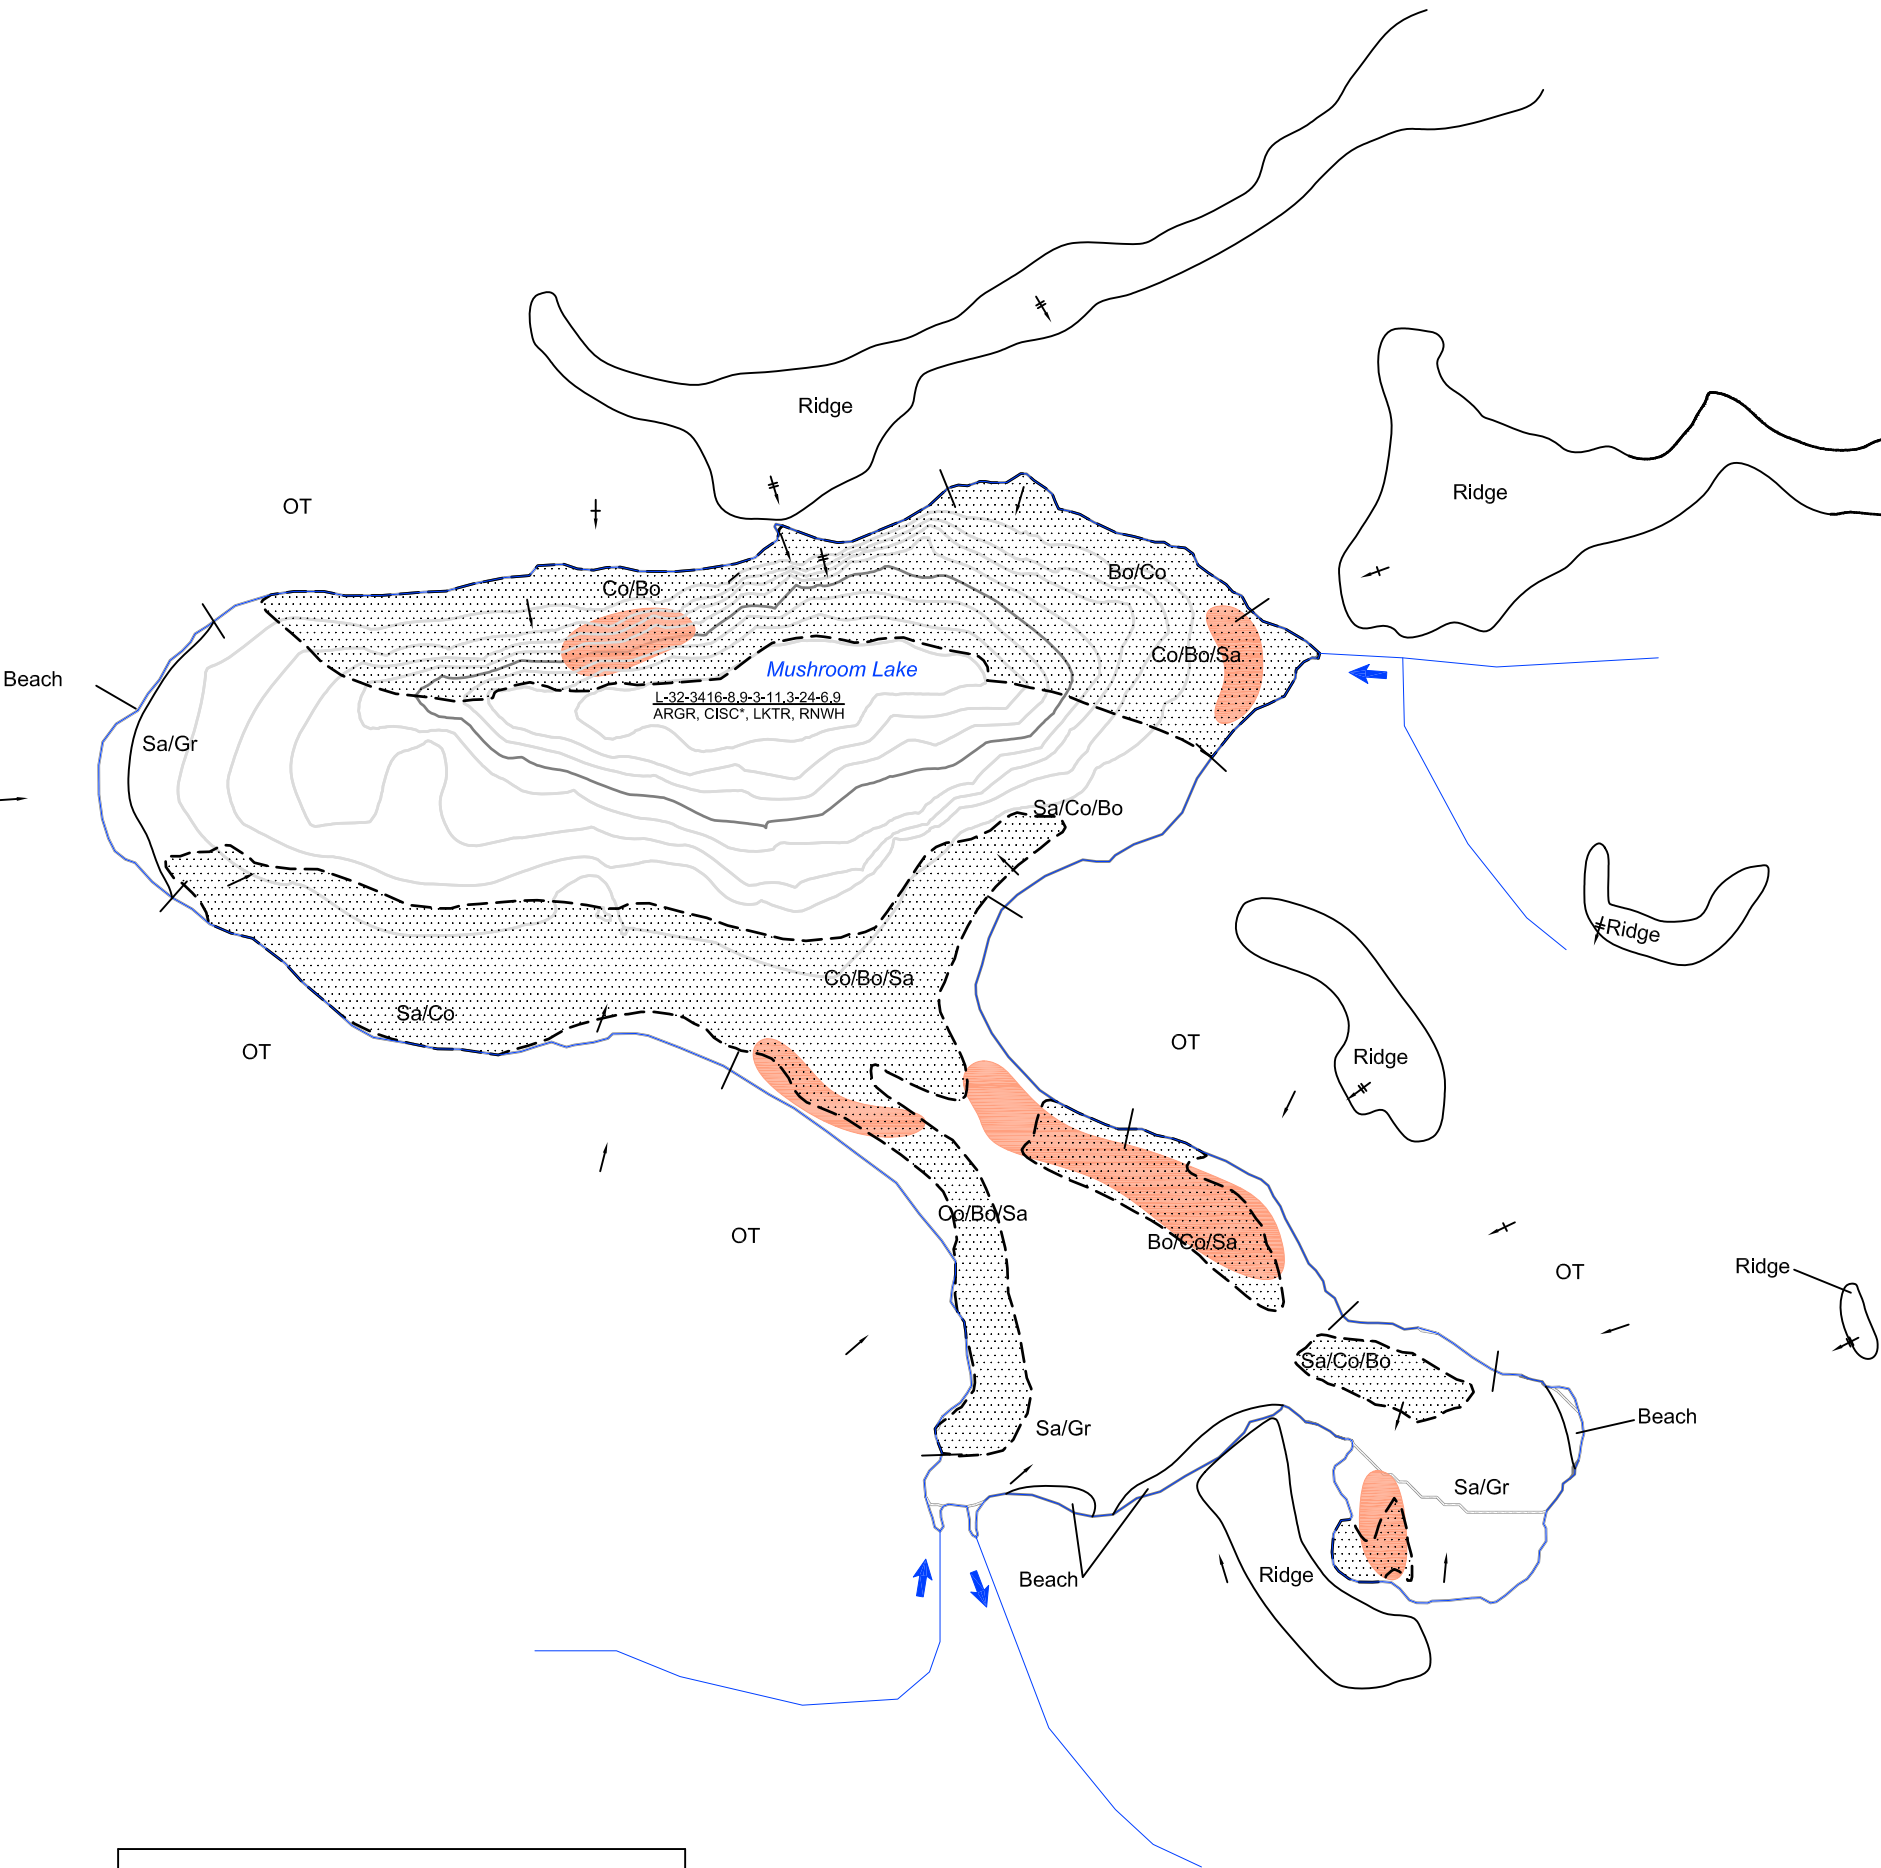 Ridge
Ridge
OT
Bo/Co
Co/Bo
Co/Bo/Sa
Mushroom Lake
Beach
L-32-3416-8.9-3-11.3-24-6.9
ARGR, CISC*, LKTR, RNWH
Sa/Gr
Sa/Co/Bo
Ridge
Co/Bo/Sa
Sa/Co
OT
OT
Ridge
Co/Bo/Sa
OT
Bo/Co/Sa
Ridge
OT
Sa/Co/Bo
Beach
Sa/Gr
Sa/Gr
Beach
Ridge